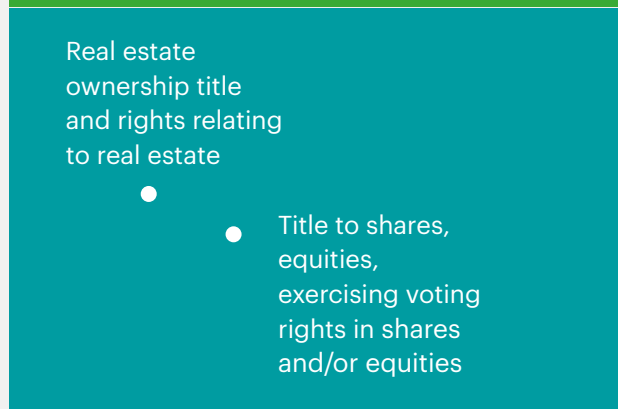 Real estate
ownership title
and rights relating
to real estate
Title to shares,
equities,
exercising voting
rights in shares
and/or equities